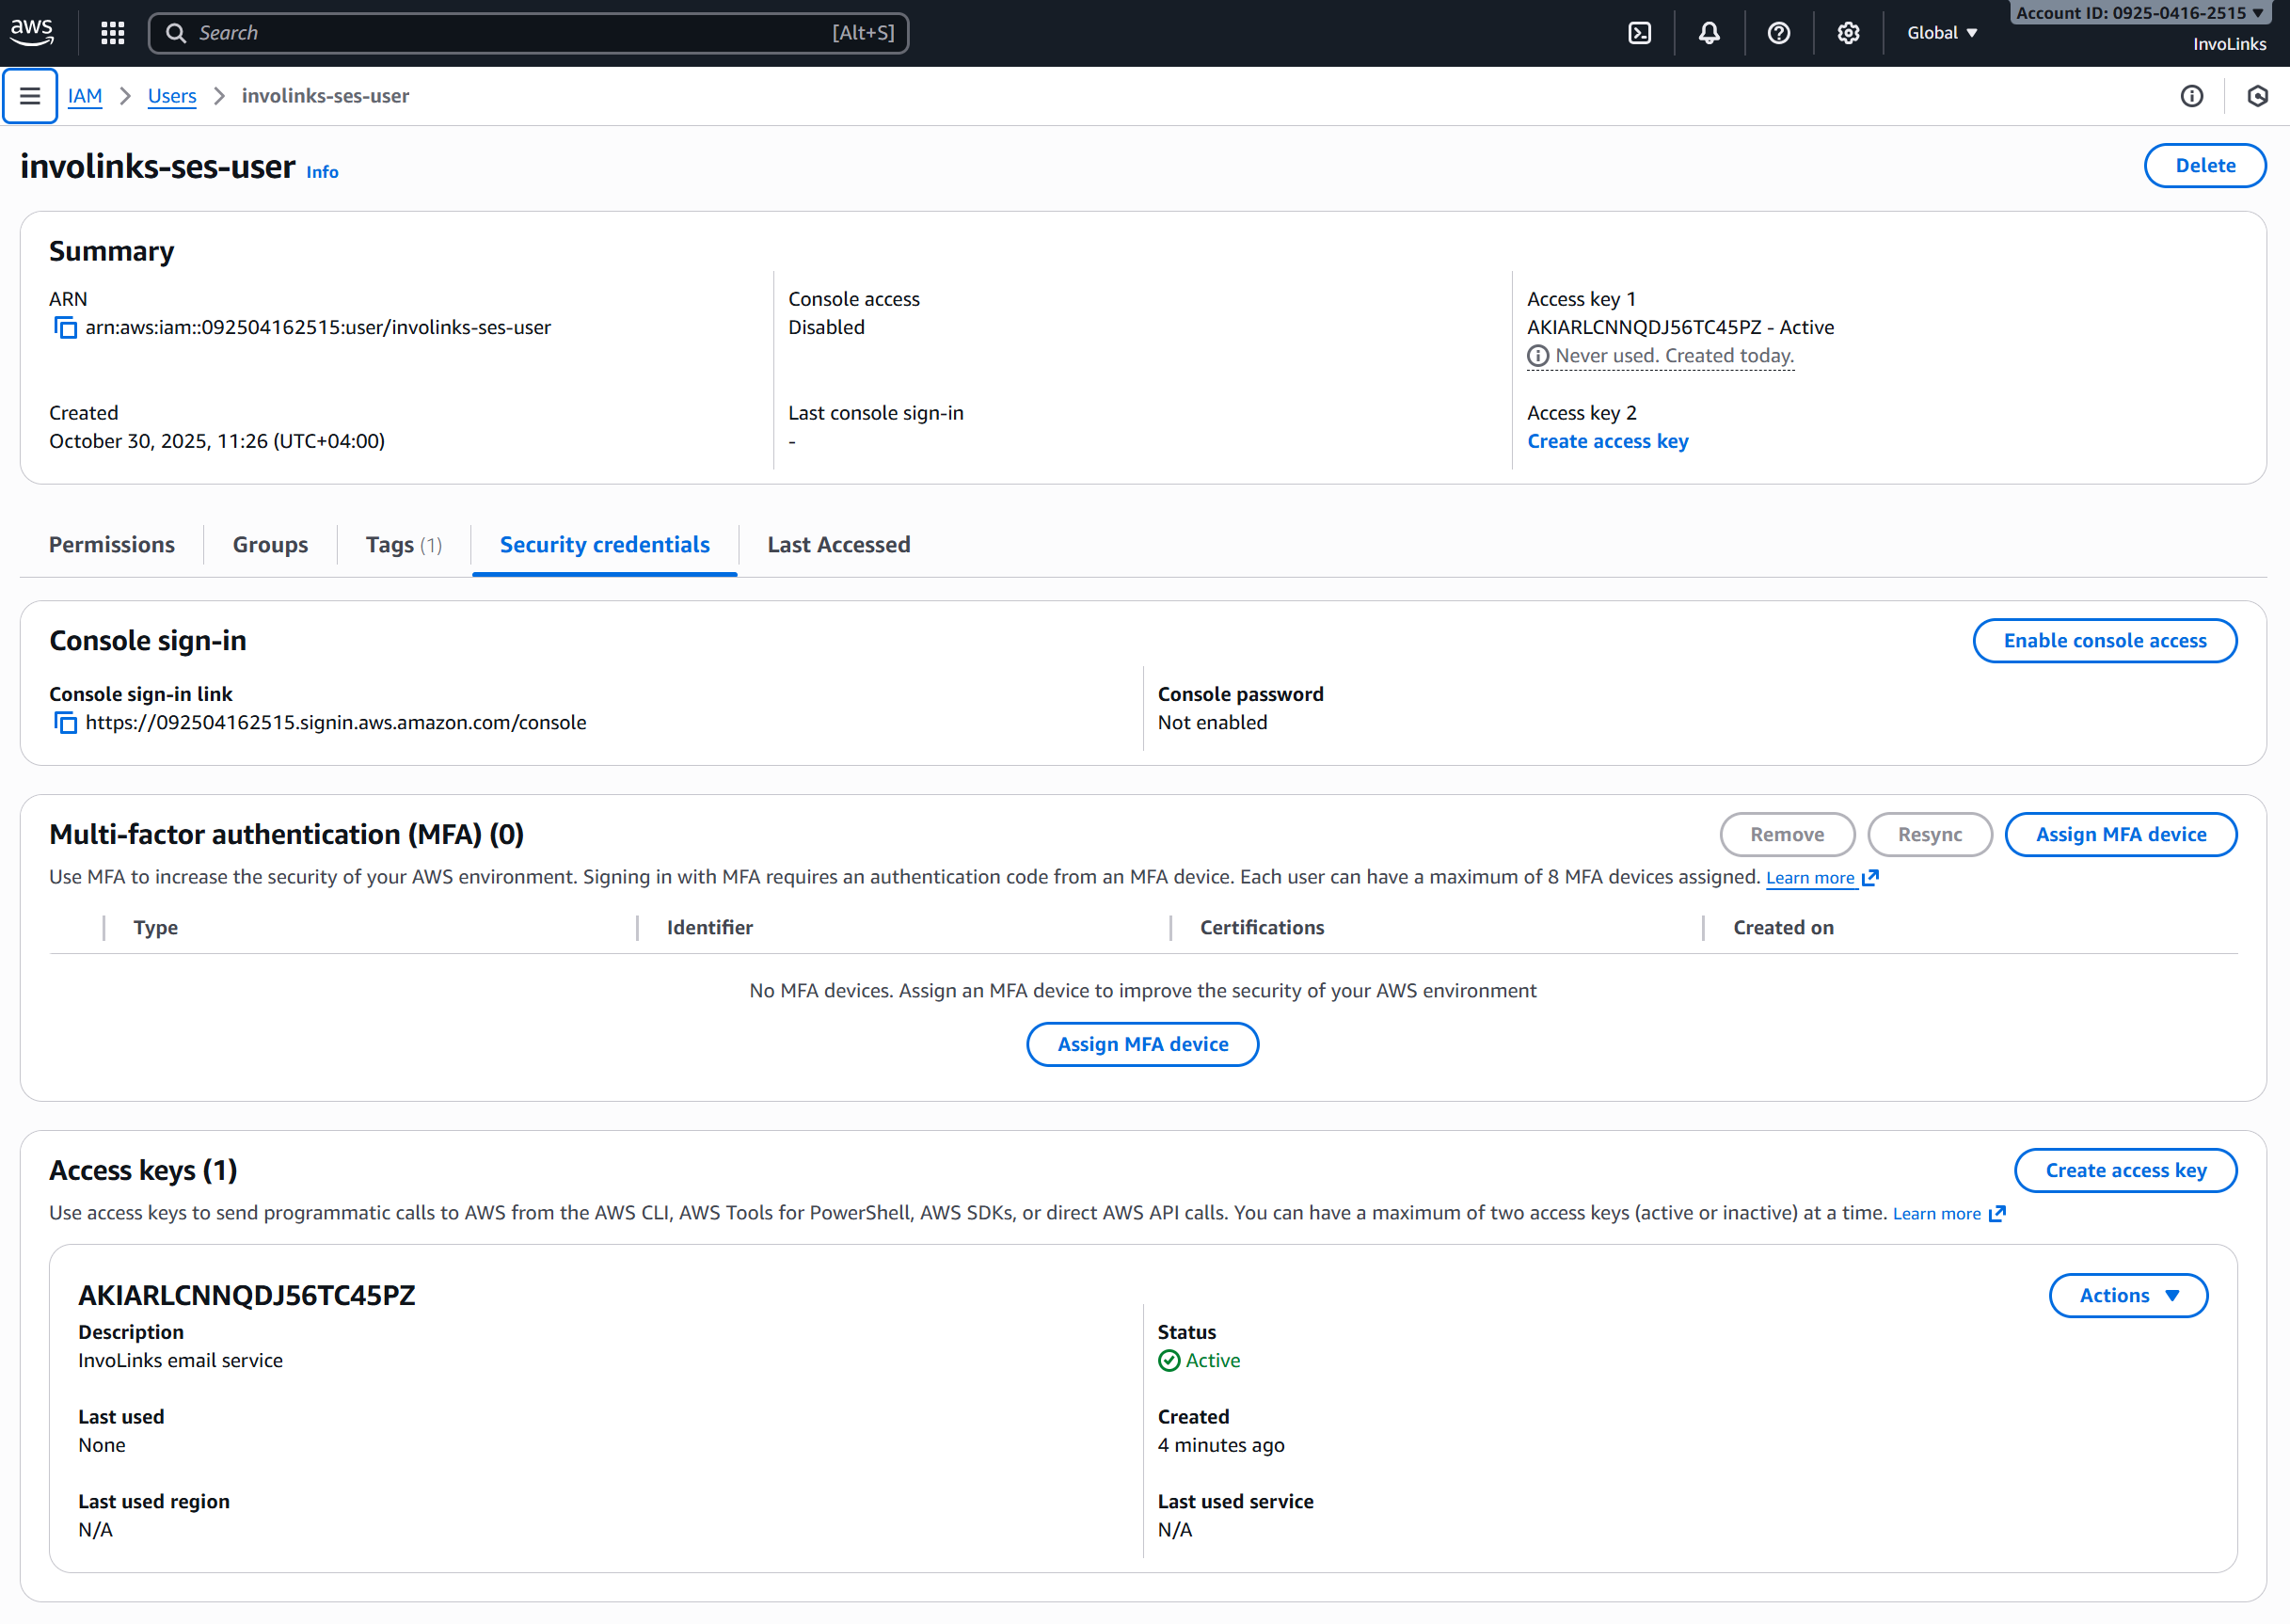 aws
Search [Alt+S]
Global
Account ID: 0925-0416-2515
InvoLinks
IAM > Users > involinks-ses-user
involinks-ses-user Info
Delete
Summary
ARN
arn:aws:iam::092504162515:user/involinks-ses-user
Console access
Disabled
Access key 1
AKIARLCNNQDJ56TC45PZ - Active
Never used. Created today.
Created
October 30, 2025, 11:26 (UTC+04:00)
Last console sign-in
-
Access key 2
Create access key
Permissions Groups Tags (1) Security credentials Last Accessed
Console sign-in
Enable console access
Console sign-in link
https://092504162515.signin.aws.amazon.com/console
Console password
Not enabled
Multi-factor authentication (MFA) (0)
Remove Resync Assign MFA device
Use MFA to increase the security of your AWS environment. Signing in with MFA requires an authentication code from an MFA device. Each user can have a maximum of 8 MFA devices assigned. Learn more
Type Identifier Certifications Created on
No MFA devices. Assign an MFA device to improve the security of your AWS environment
Assign MFA device
Access keys (1)
Create access key
Use access keys to send programmatic calls to AWS from the AWS CLI, AWS Tools for PowerShell, AWS SDKs, or direct AWS API calls. You can have a maximum of two access keys (active or inactive) at a time. Learn more
AKIARLCNNQDJ56TC45PZ
Actions
Description
InvoLinks email service
Status
Active
Last used
None
Created
4 minutes ago
Last used region
N/A
Last used service
N/A